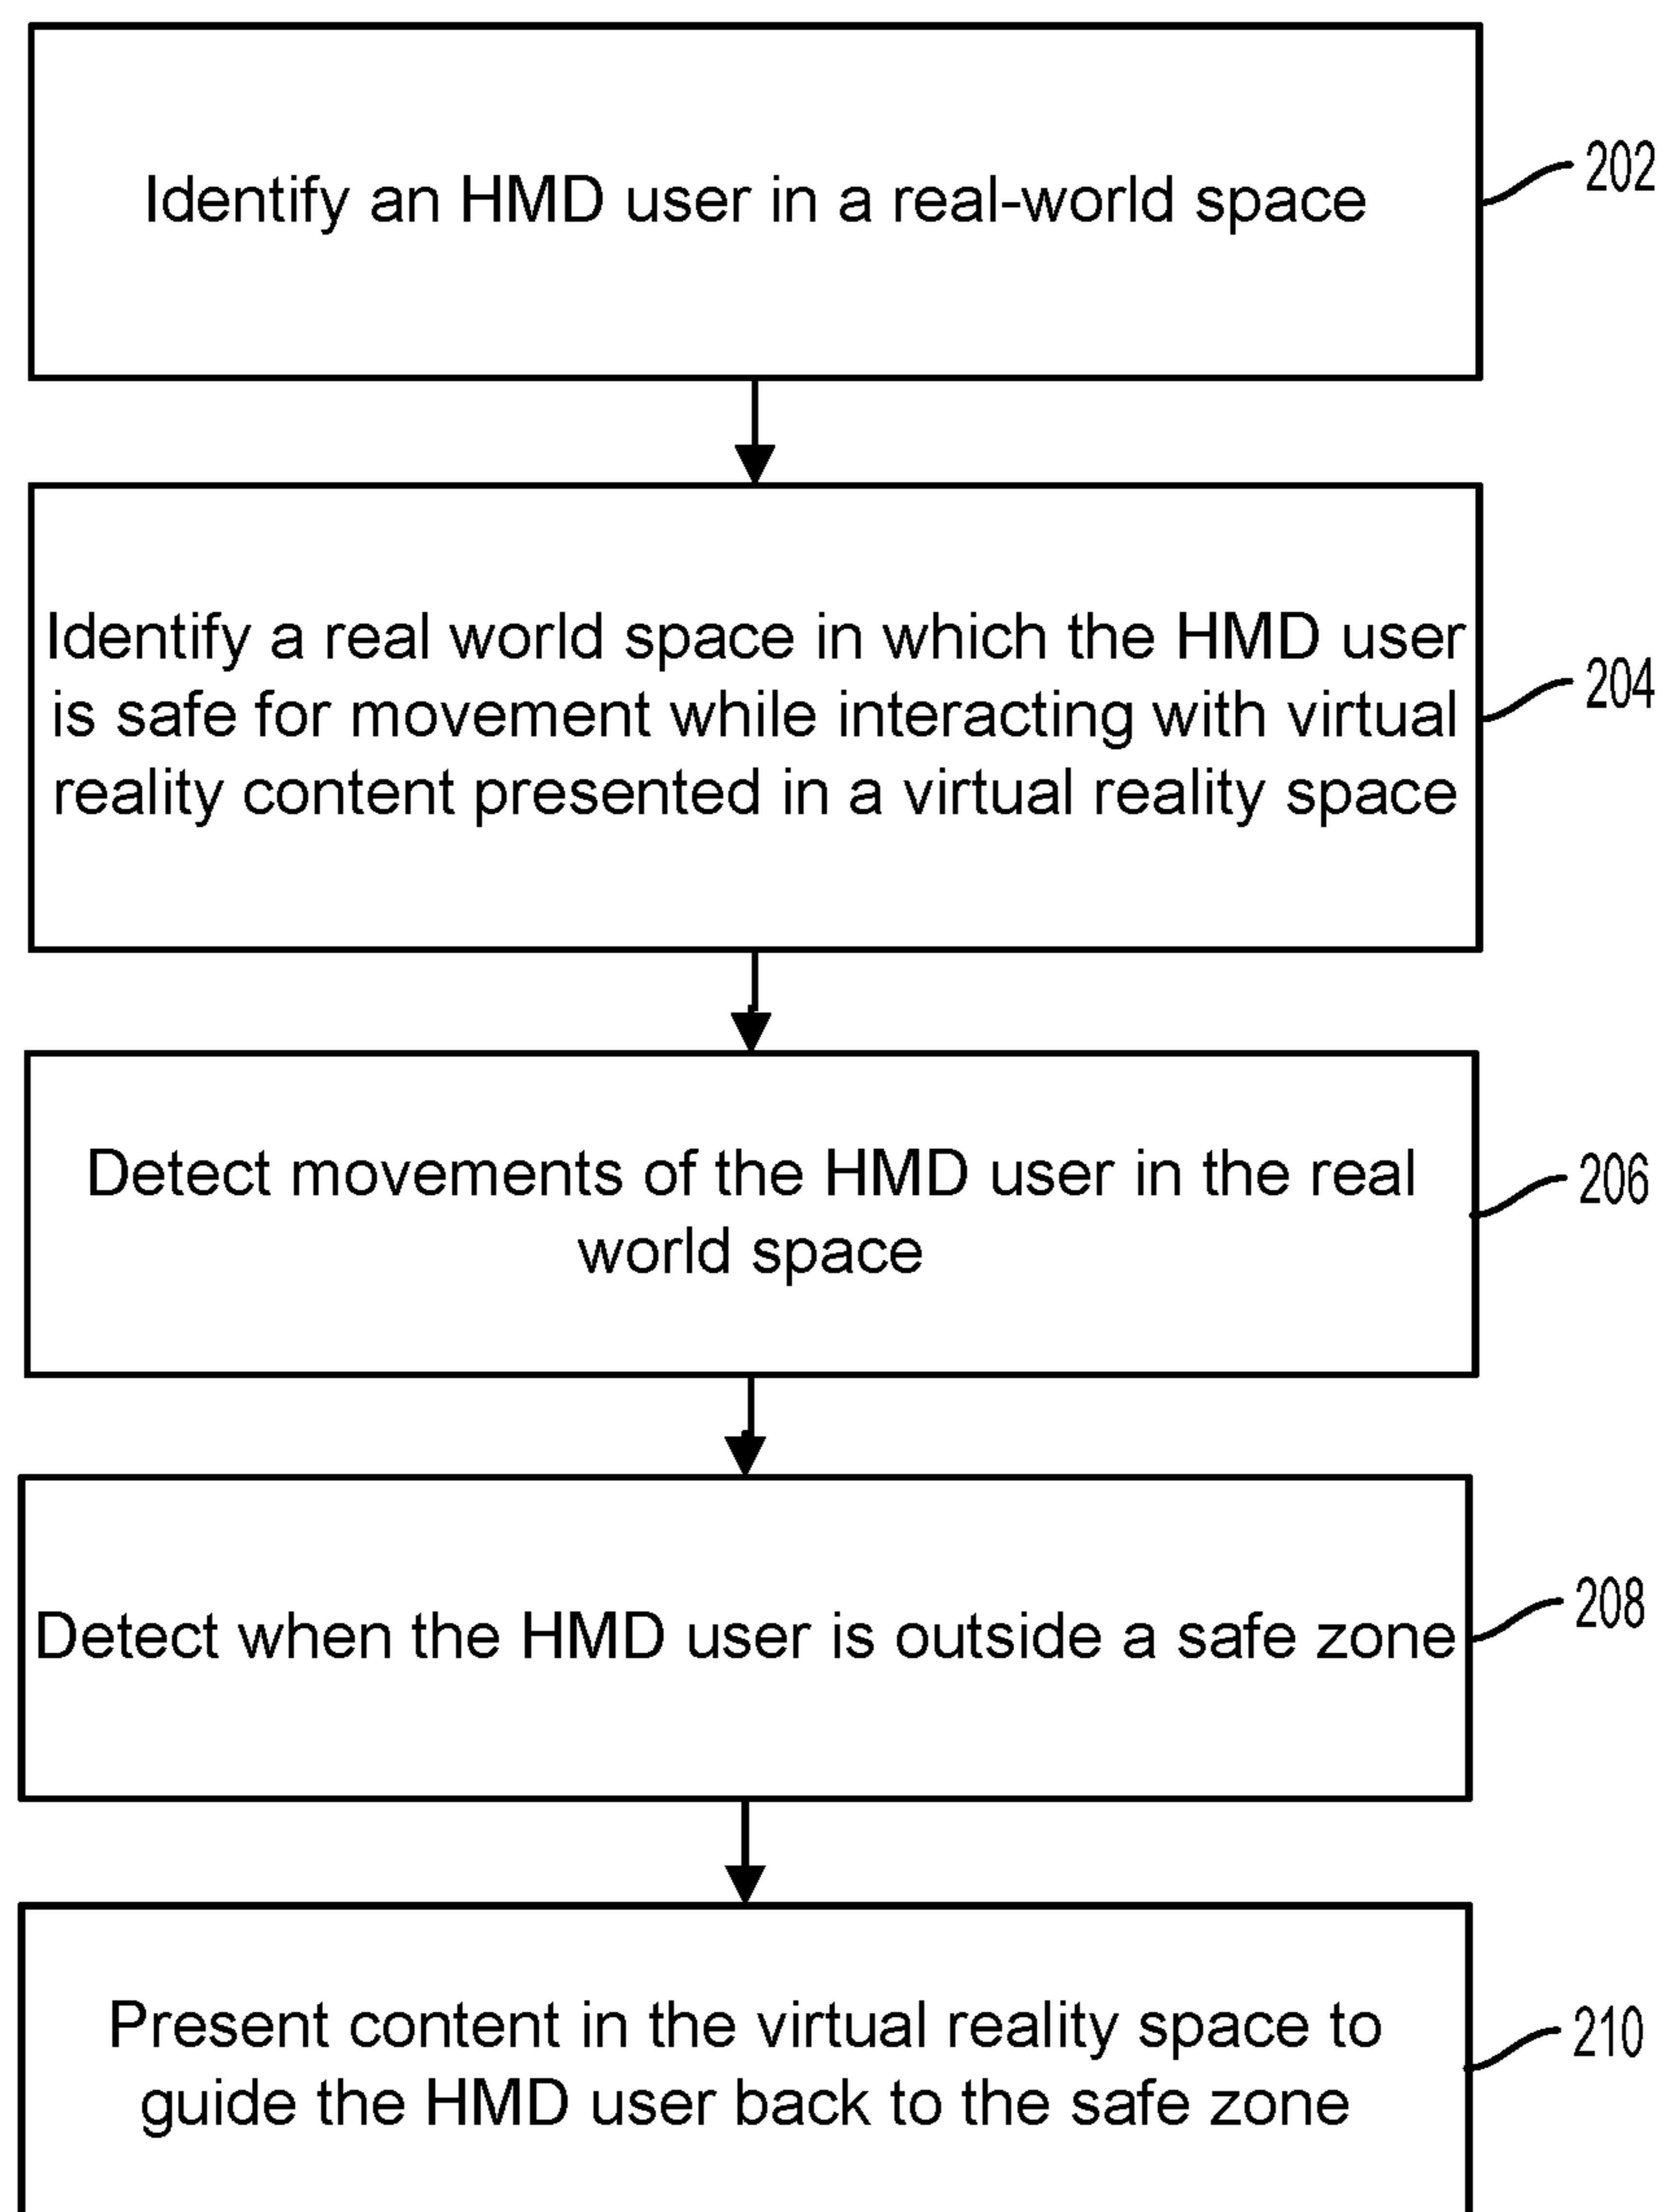 Identify an HMD user in a real-world space
202
Identify a real world space in which the HMD user
is safe for movement while interacting with virtual
reality content presented in a virtual reality space
204
Detect movements of the HMD user in the real
world space
206
Detect when the HMD user is outside a safe zone
208
Present content in the virtual reality space to
guide the HMD user back to the safe zone
210